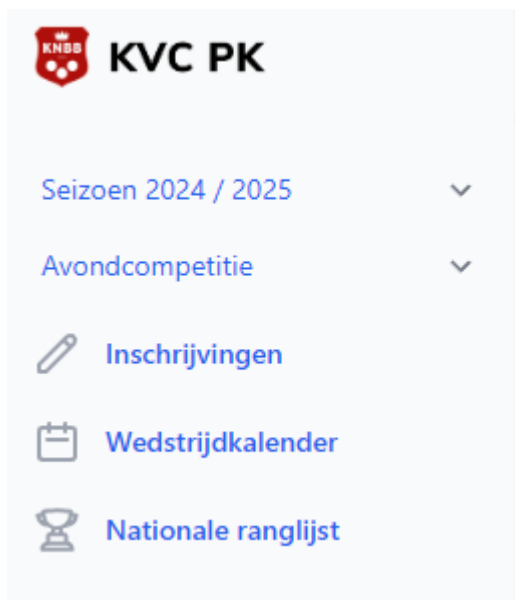 KNBB
KVC PK
Seizoen 2024 / 2025
Avondcompetitie
Inschrijvingen
Wedstrijdkalender
Nationale ranglijst